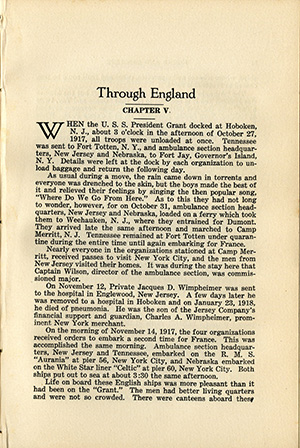 Through England
CHAPTER V.
WHEN the U. S. S. President Grant docked at Hoboken,
N. J., about 3 o'clock in the afternoon of October 27,
1917, all troops were unloaded at once. Tennessee
was sent to Fort Totten, N. Y., and ambulance section headquar-
ters, New Jersey and Nebraska, to Fort Jay, Governor's Island,
N. Y. Details were left at the dock by each organization to un-
load baggage and return the following day.
As usual during a move, the rain came down in torrents and
everyone was drenched to the skin, but the boys made the best of
it and relieved their feelings by singing the then popular song,
"Where Do We Go From Here." As to this they had not long
to wonder, however, for on October 31, ambulance section head-
quarters, New Jersey and Nebraska, loaded on a ferry which took
them to Weehauken, N. J., where they entrained for Dumont.
They arrived late the same afternoon and marched to Camp
Merritt, N. J. Tennessee remained at Fort Totten under quaran-
tine during the entire time until again embarking for France.
Nearly everyone in the organizations stationed at Camp Mer-
ritt, received passes to visit New York City, and the men from
New Jersey visited their homes. It was during the stay here that
Captain Wilson, director of the ambulance section, was commis-
sioned major.
On November 12, Private Jacques D. Wimpheimer was sent
to the hospital in Englewood, New Jersey. A few days later he
was removed to a hospital in Hoboken and on January 23, 1918,
he died of pneumonia. He was the son of the Jersey Company's
financial support and guardian, Charles A. Wimpheimer, prom-
inent New York merchant.
On the morning of November 14, 1917, the four organizations
received orders to embark a second time for France. This was
accomplished the same morning. Ambulance section headquar-
ters, New Jersey and Tennessee, embarked on the R. M. S.
"Aurania" at pier 56, New York City, and Nebraska embarked
on the White Star liner "Celtic" at pier 60, New York City. Both
ships put out to sea at about 3:30 the same afternoon.
Life on board these English ships was more pleasant than it
had been on the "Grant." The men had better living quarters
and were not so crowded. There were canteens aboard these